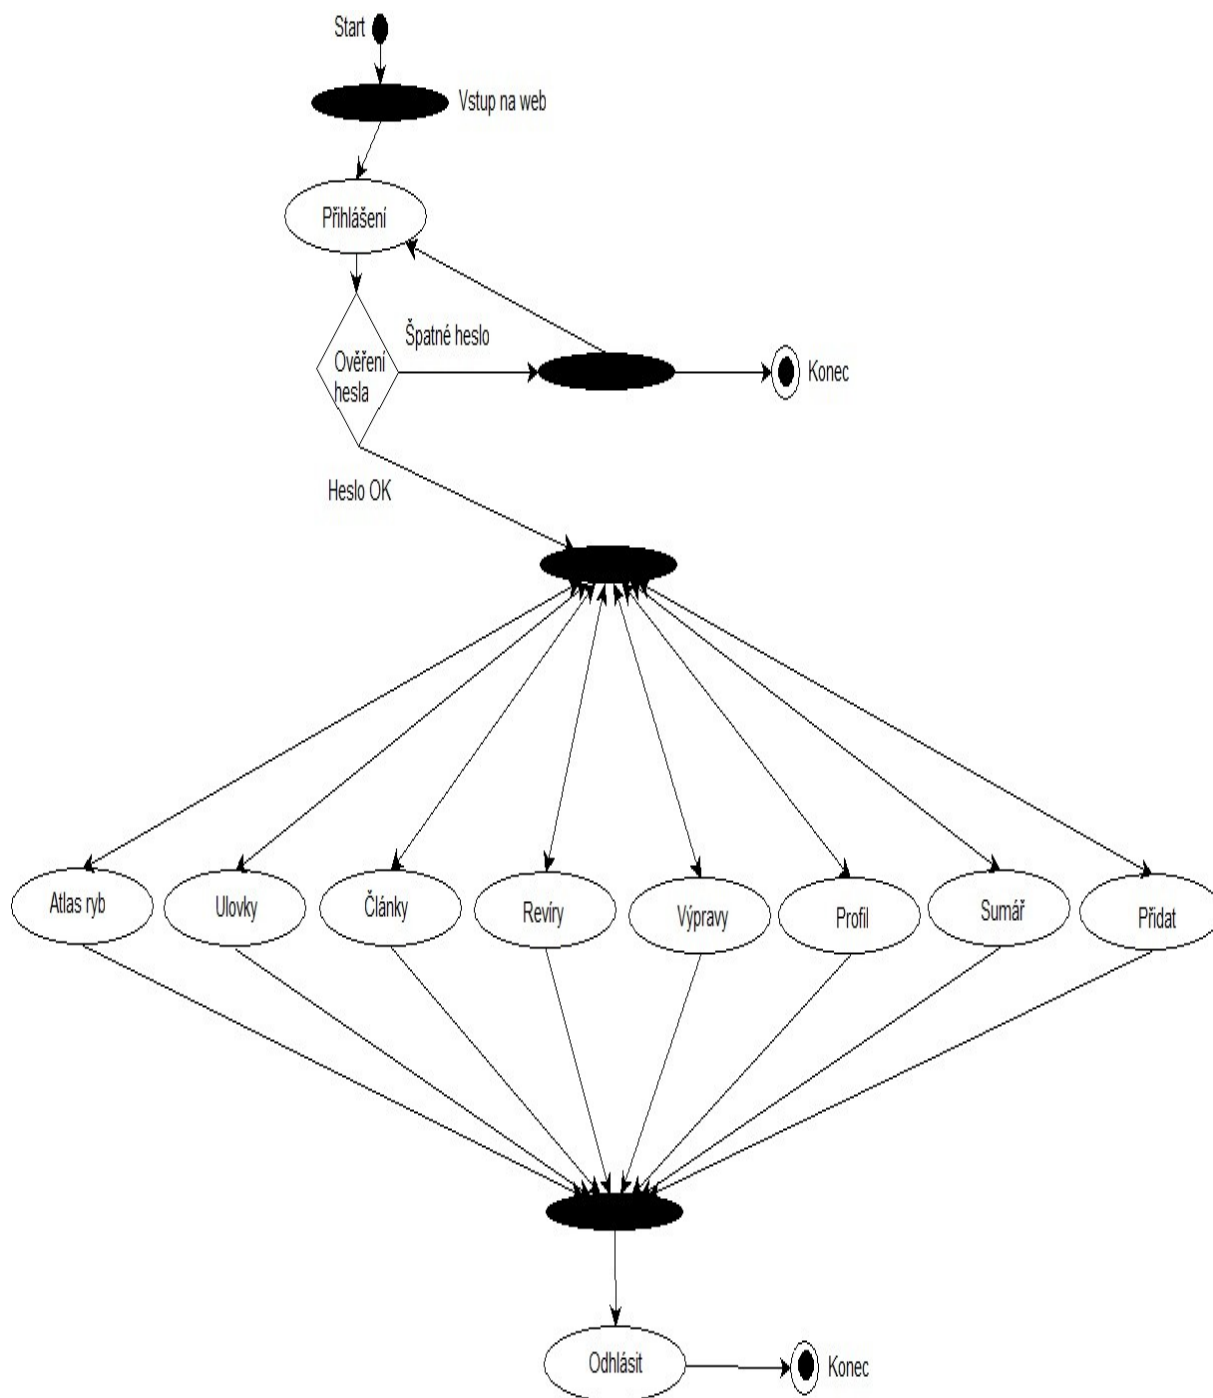 Start
Vstup na web
Přihlášení
Špatné heslo
Ověření
hesla
Konec
Heslo OK
Atlas ryb
Ulovky
Články
Revíry
Výpravy
Profil
Sumář
Přidat
Odhlásit
Konec